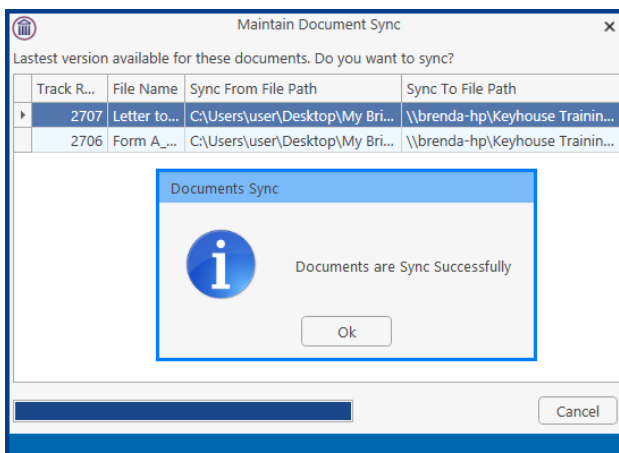 Maintain Document Sync
Lastest version available for these documents. Do you want to sync?
Track R... File Name Sync From File Path Sync To File Path
2707 Letter to... C:\Users\user\Desktop\My Bri... \\brenda-hp\Keyhouse Trainin...
2706 Form A_... C:\Users\user\Desktop\My Bri... \\brenda-hp\Keyhouse Trainin...
Documents Sync
Documents are Sync Successfully
Ok
Cancel